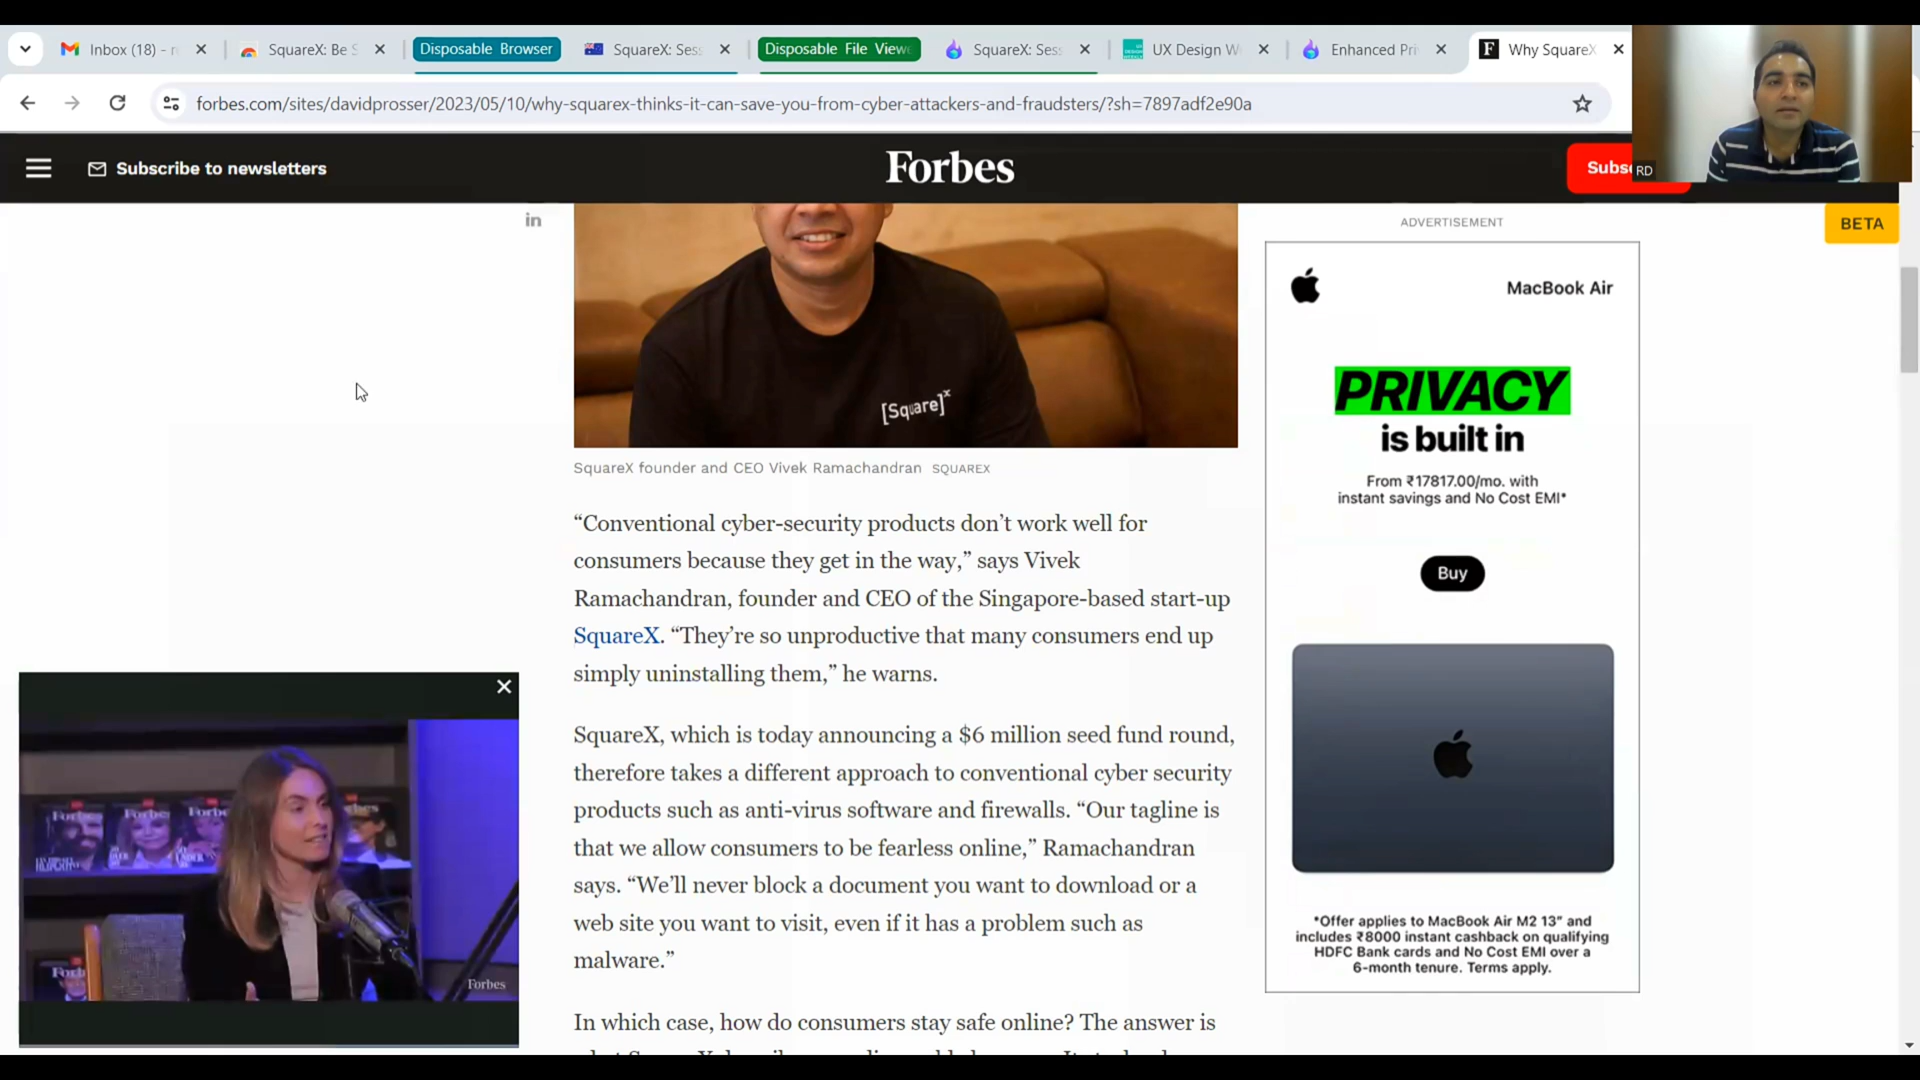 Inbox (18) - r
SquareX: Be S
Disposable Browser
SquareX: Sess
Disposable File View
SquareX: Sess
UX Design W
Enhanced Pri
Why SquareX
forbes.com/sites/davidprosser/2023/05/10/why-squarex-thinks-it-can-save-you-from-cyber-attackers-and-fraudsters/?sh=7897adf2e90a
RD
Subscribe to newsletters
Forbes
Subs
BETA
in
[Square]x
SquareX founder and CEO Vivek Ramachandran SQUAREX
“Conventional cyber-security products don’t work well for
consumers because they get in the way,” says Vivek
Ramachandran, founder and CEO of the Singapore-based start-up
SquareX. “They’re so unproductive that many consumers end up
simply uninstalling them,” he warns.
SquareX, which is today announcing a $6 million seed fund round,
therefore takes a different approach to conventional cyber security
products such as anti-virus software and firewalls. “Our tagline is
that we allow consumers to be fearless online,” Ramachandran
says. “We’ll never block a document you want to download or a
web site you want to visit, even if it has a problem such as
malware.”
In which case, how do consumers stay safe online? The answer is
ADVERTISEMENT
MacBook Air
PRIVACY
is built in
From ₹17817.00/mo. with
instant savings and No Cost EMI*
Buy
*Offer applies to MacBook Air M2 13” and
includes ₹8000 instant cashback on qualifying
HDFC Bank cards and No Cost EMI over a
6-month tenure. Terms apply.
Forbes
Forbes
Forbes
Forbes